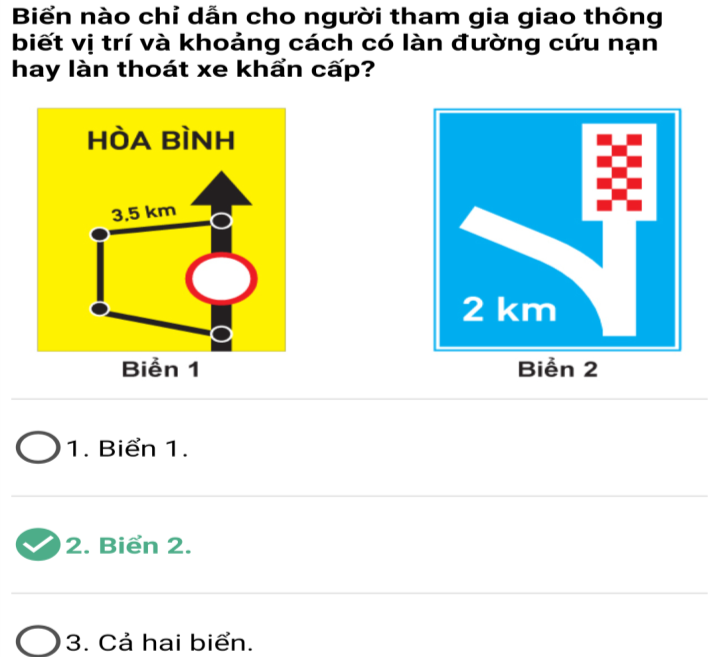 Biển nào chỉ dẫn cho người tham gia giao thông
biết vị trí và khoảng cách có làn đường cứu nạn
hay làn thoát xe khẩn cấp?
HÒA BÌNH
3,5 km
2 km
Biển 1
Biển 2
1. Biển 1.
2. Biển 2.
3. Cả hai biển.